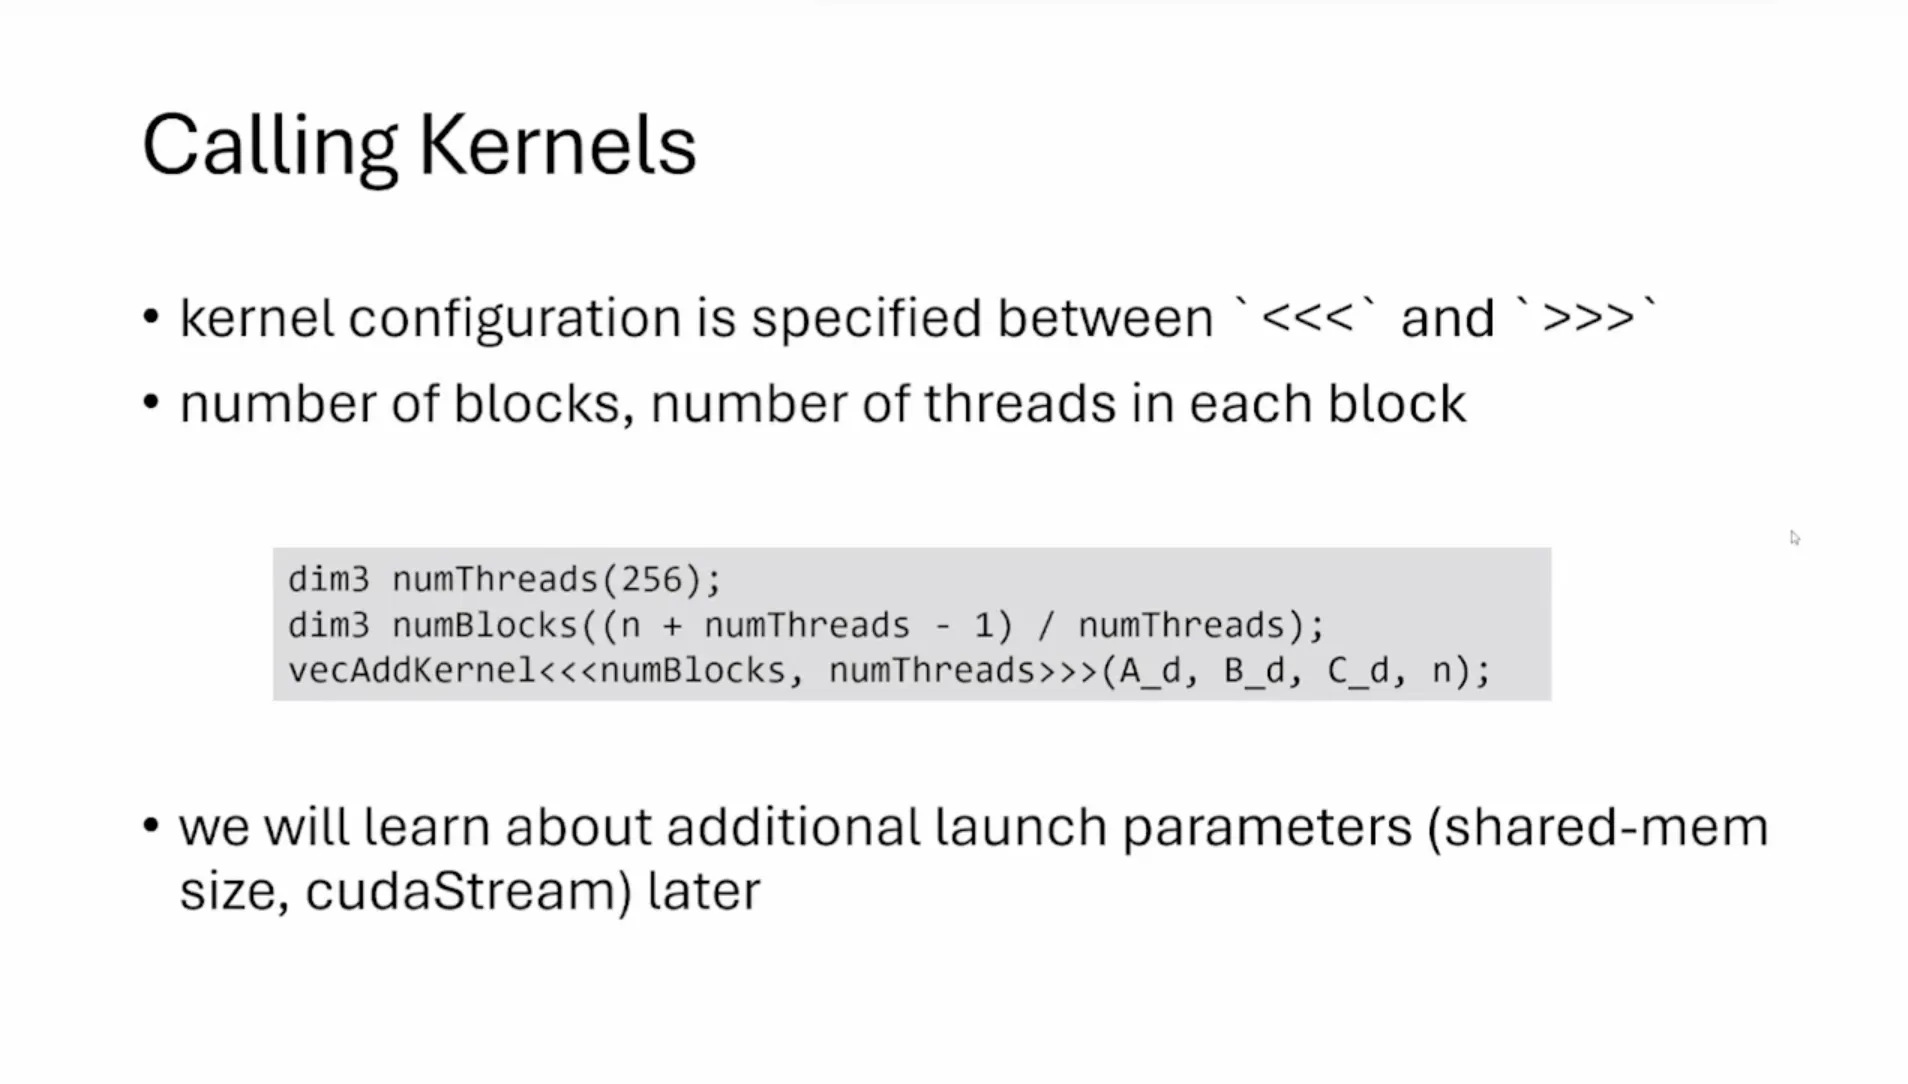 Calling Kernels
• kernel configuration is specified between `<<<` and `>>>`
• number of blocks, number of threads in each block
dim3 numThreads(256);
dim3 numBlocks((n + numThreads - 1) / numThreads);
vecAddKernel<<<numBlocks, numThreads>>>(A_d, B_d, C_d, n);
• we will learn about additional launch parameters (shared-mem
size, cudaStream) later